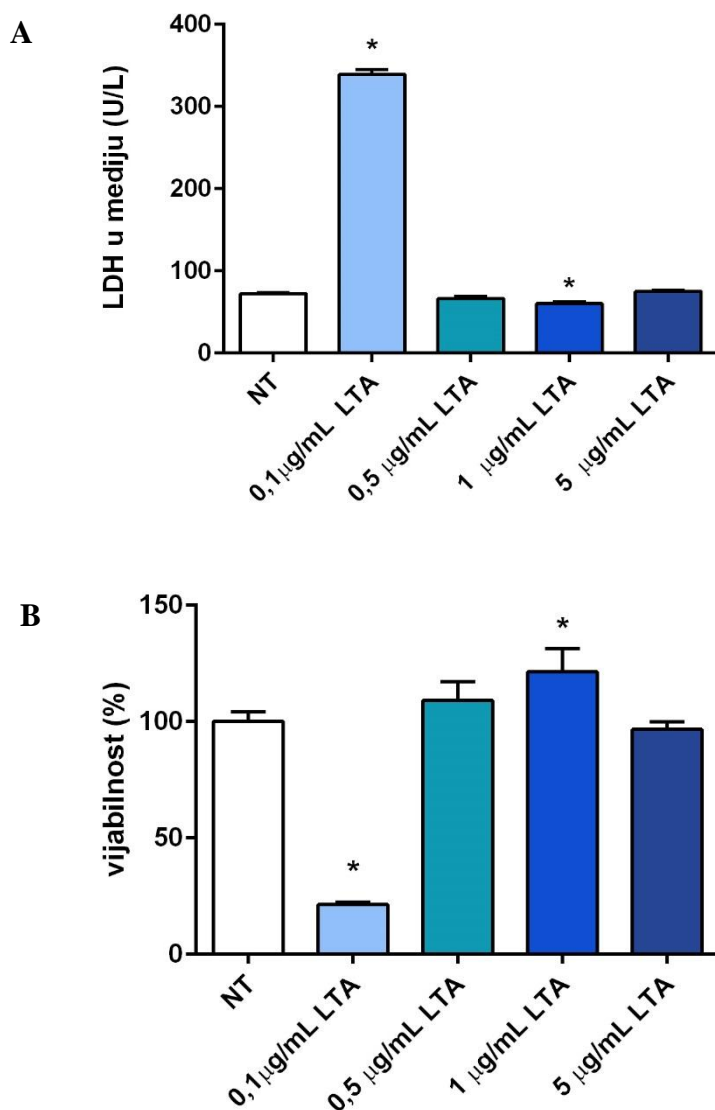 A
LDH u mediju (U/L)
400
300
200
100
0
*
*
NT
0,1µg/mL LTA
0,5 µg/mL LTA
1 µg/mL LTA
5 µg/mL LTA
B
vijabilnost (%)
150
100
50
0
*
*
NT
0,1µg/mL LTA
0,5 µg/mL LTA
1 µg/mL LTA
5 µg/mL LTA